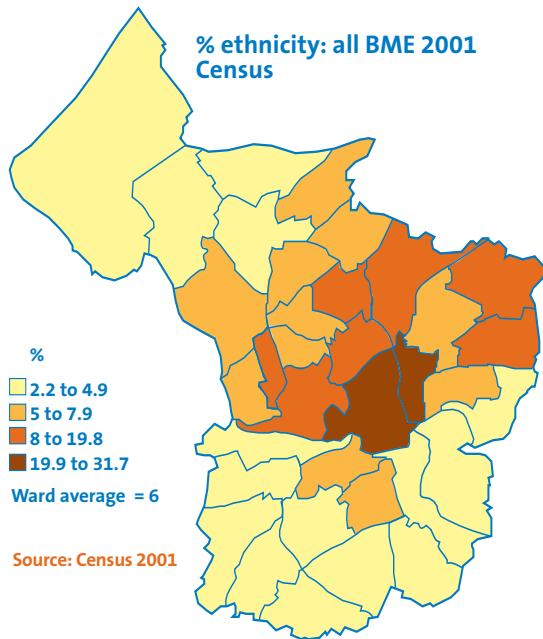 % ethnicity: all BME 2001
Census
%
2.2 to 4.9
5 to 7.9
8 to 19.8
19.9 to 31.7
Ward average = 6
Source: Census 2001